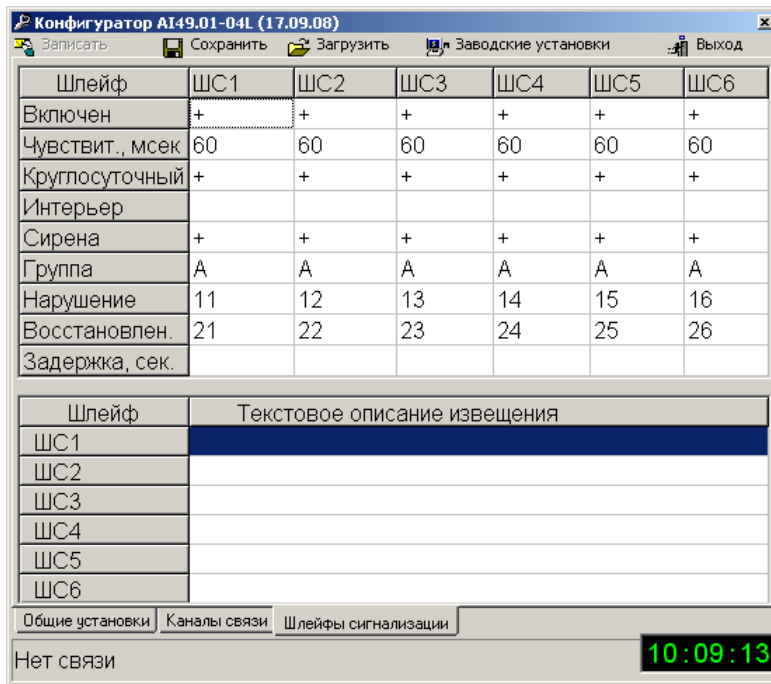 Конфигуратор AI49.01-04L (17.09.08)
Записать Сохранить Загрузить Заводские установки Выход
Шлейф ШС1 ШС2 ШС3 ШС4 ШС5 ШС6
Включен + + + + + +
Чувствит., мсек 60 60 60 60 60 60
Круглосуточный + + + + + +
Интерьер
Сирена + + + + + +
Группа А А А А А А
Нарушение 11 12 13 14 15 16
Восстановлен. 21 22 23 24 25 26
Задержка, сек.
Шлейф Текстовое описание извещения
ШС1
ШС2
ШС3
ШС4
ШС5
ШС6
Общие установки Каналы связи Шлейфы сигнализации
Нет связи 10:09:13